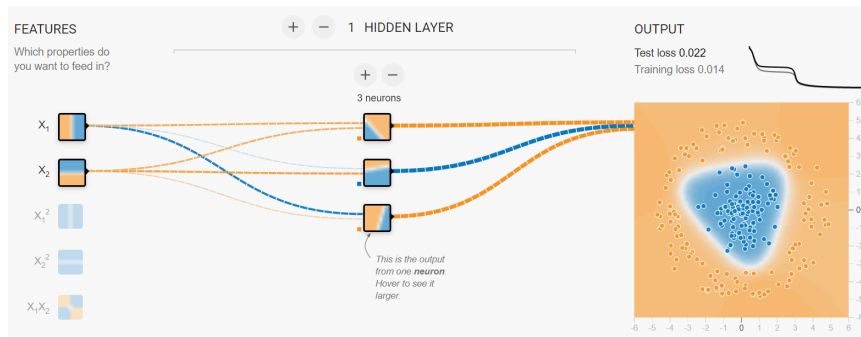 FEATURES
Which properties do
you want to feed in?
X₁
X₂
X₁²
X₂²
X₁X₂
+ − 1 HIDDEN LAYER
+ −
3 neurons
This is the output
from one neuron.
Hover to see it
larger.
OUTPUT
Test loss 0.022
Training loss 0.014
6
5
4
3
2
1
0
-1
-2
-3
-4
-5
-6
-6 -5 -4 -3 -2 -1 0 1 2 3 4 5 6